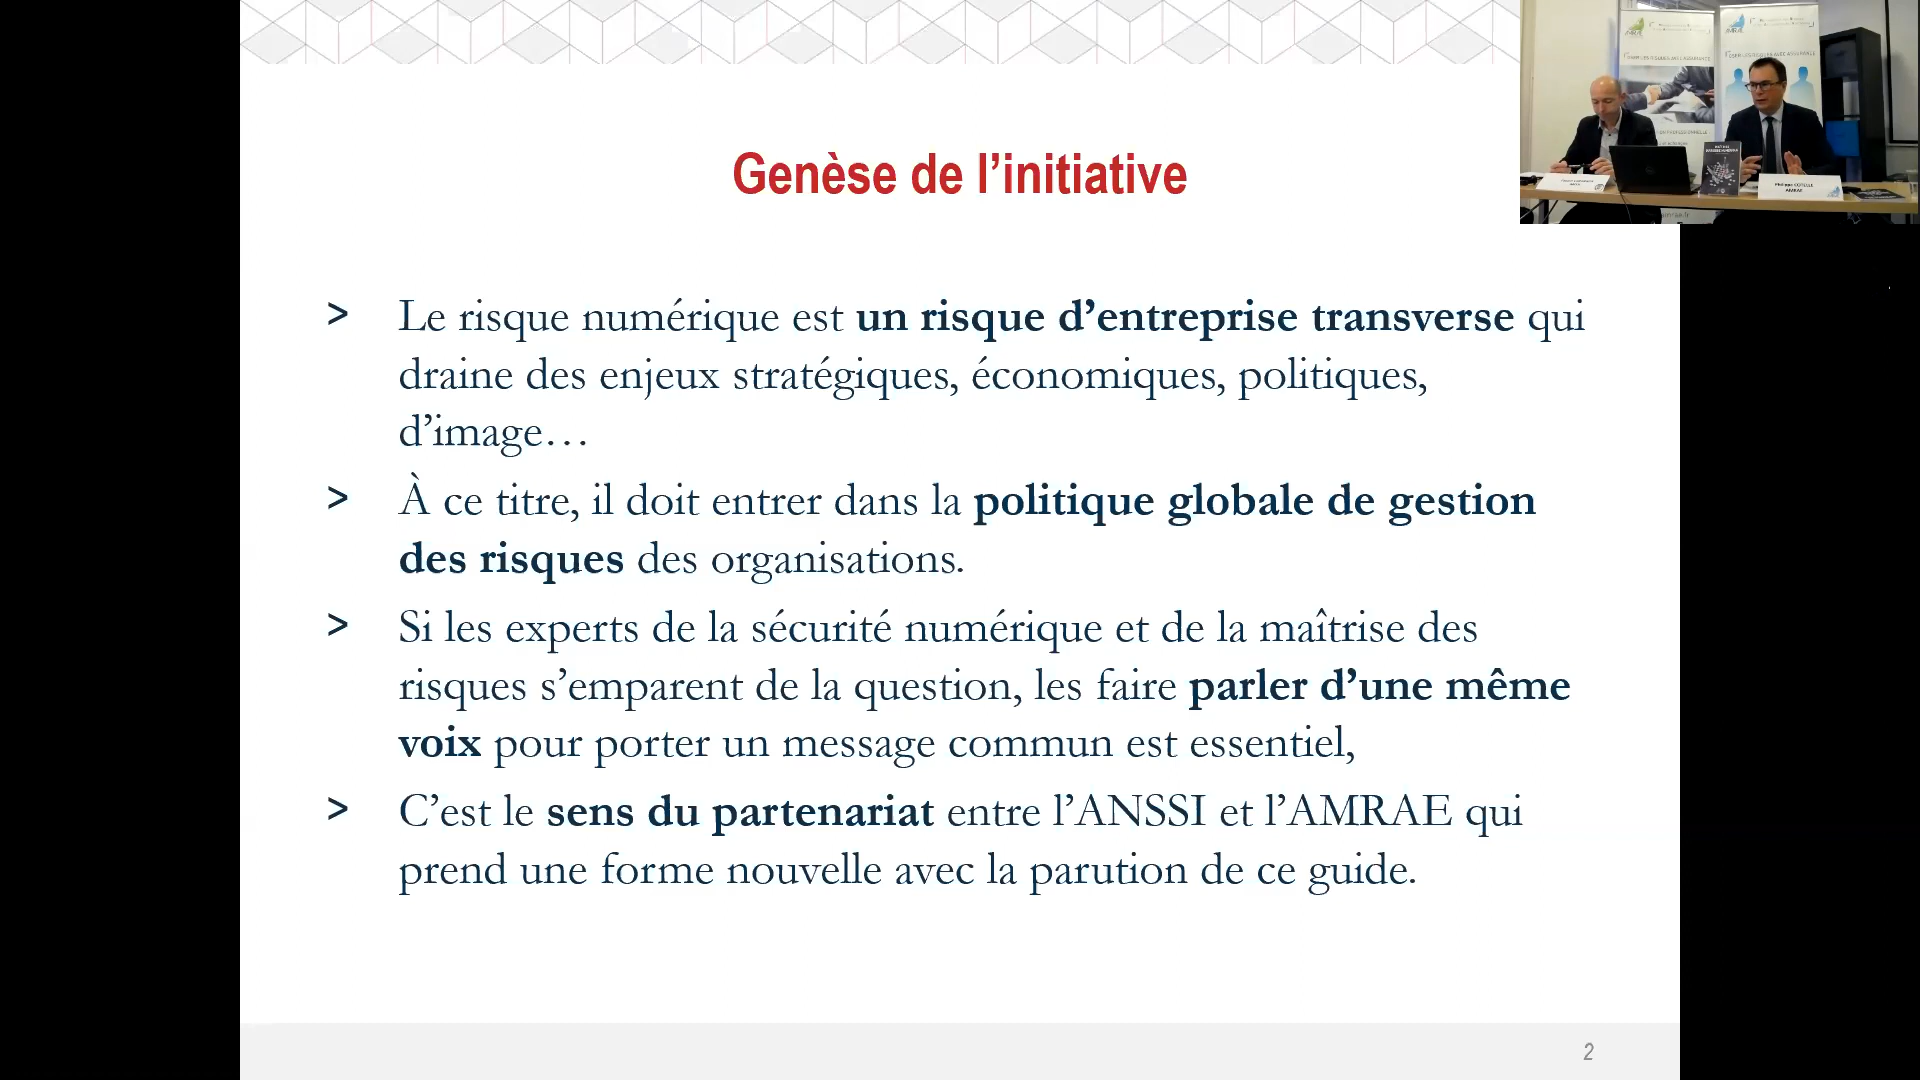 Genèse de l’initiative
> Le risque numérique est un risque d’entreprise transverse qui
draine des enjeux stratégiques, économiques, politiques,
d’image…
> À ce titre, il doit entrer dans la politique globale de gestion
des risques des organisations.
> Si les experts de la sécurité numérique et de la maîtrise des
risques s’emparent de la question, les faire parler d’une même
voix pour porter un message commun est essentiel,
> C’est le sens du partenariat entre l’ANSSI et l’AMRAE qui
prend une forme nouvelle avec la parution de ce guide.
2
AMRAE